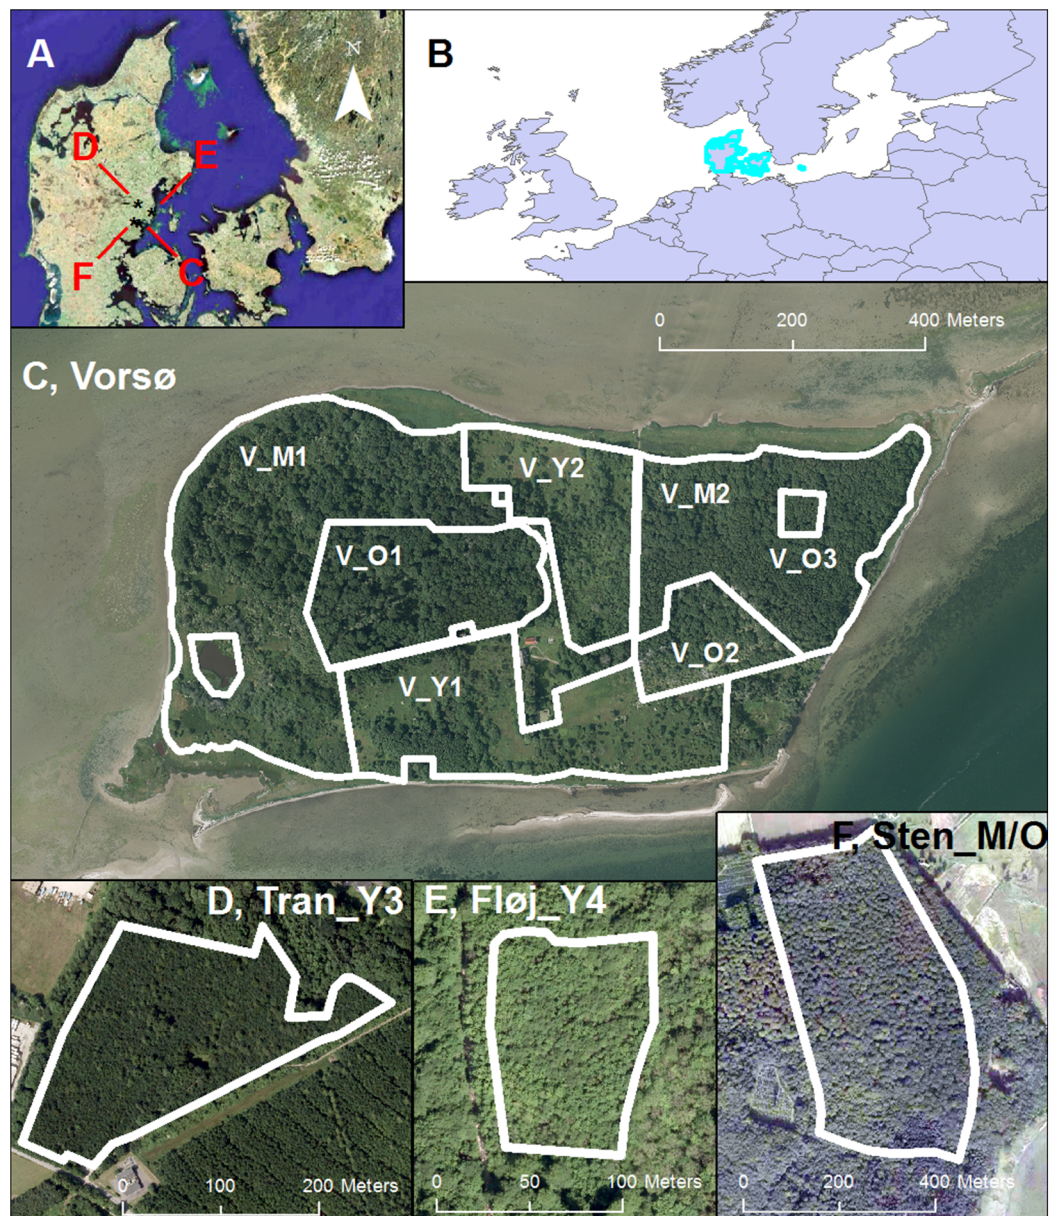 A
N
D
E
F
C
B
0 200 400 Meters
C, Vorsø
V_M1
V_Y2
V_M2
V_O1
V_O3
V_O2
V_Y1
D, Tran_Y3
0 100 200 Meters
E, Fløj_Y4
0 50 100 Meters
F, Sten_M/O
0 200 400 Meters